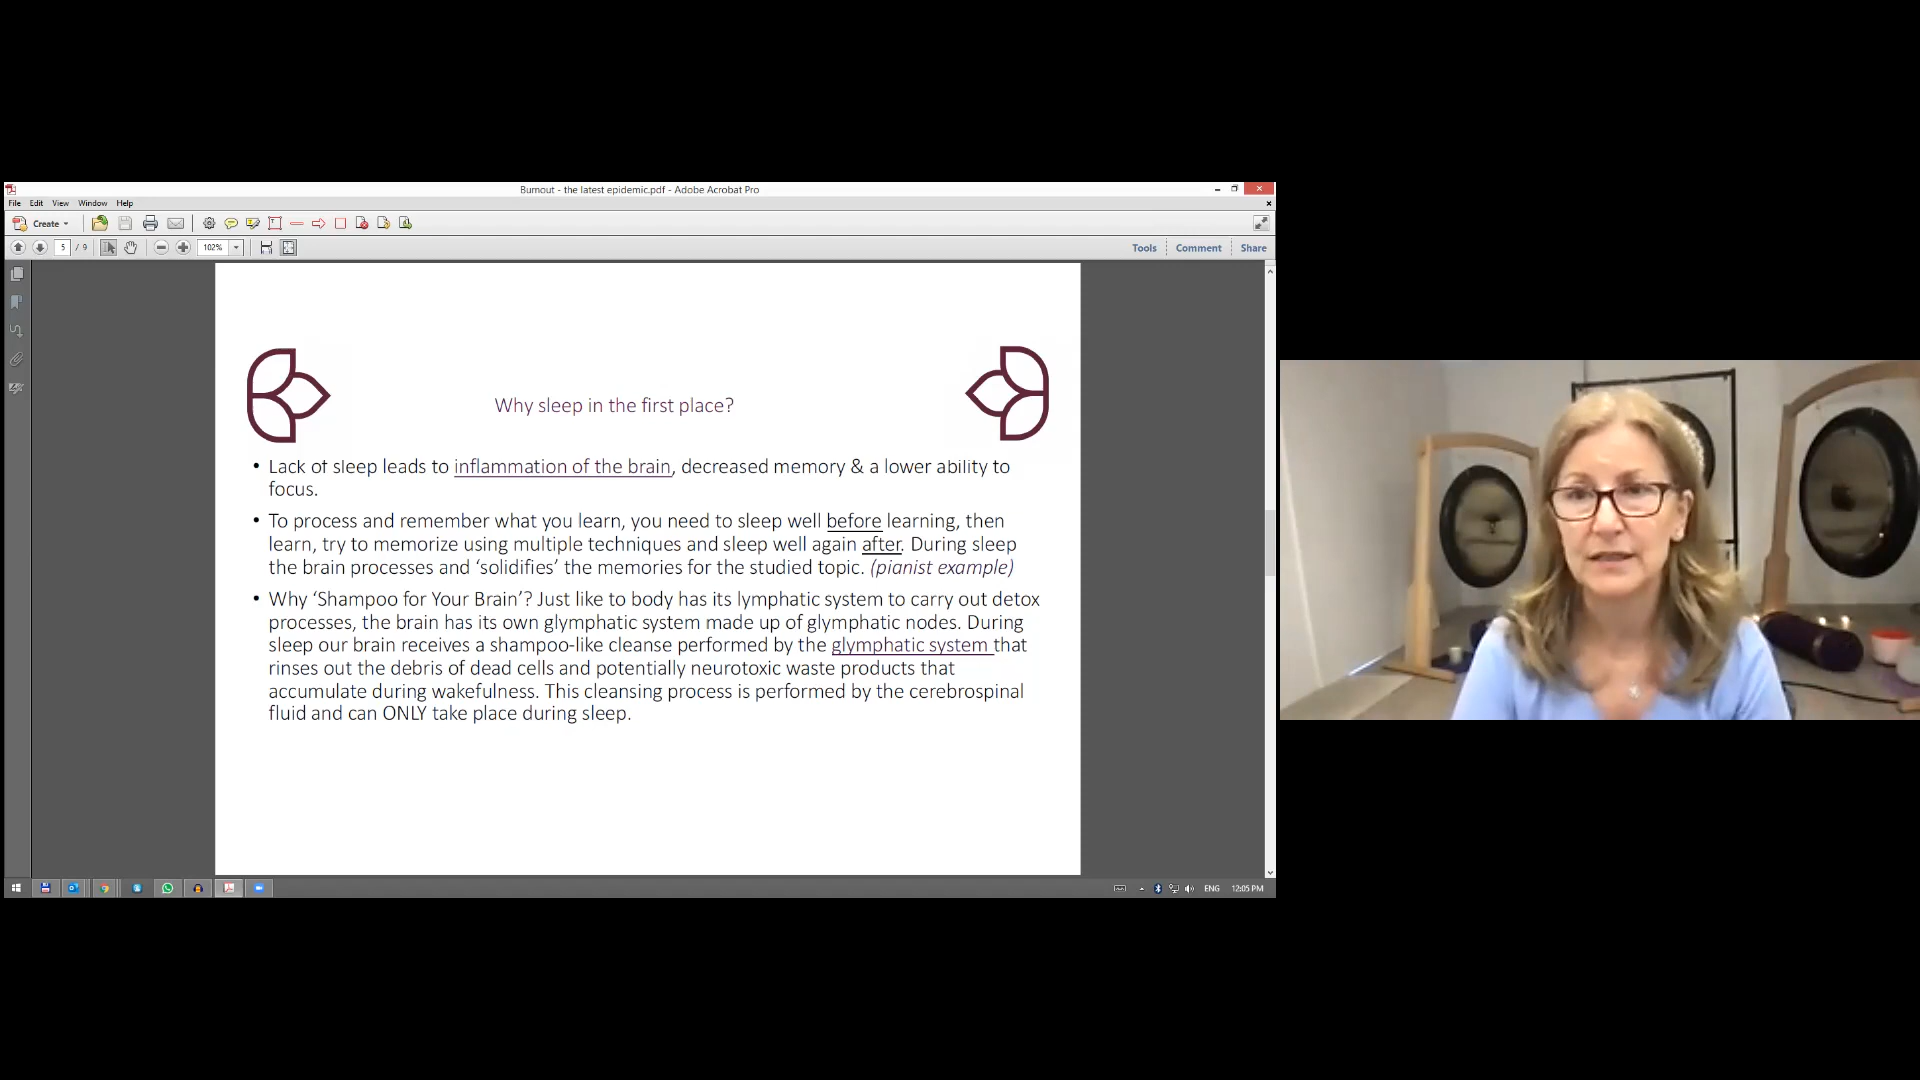 Burnout - the latest epidemic.pdf - Adobe Acrobat Pro
File Edit View Window Help
Create
5 / 9 102% Tools Comment Share
Why sleep in the first place?
• Lack of sleep leads to inflammation of the brain, decreased memory & a lower ability to
focus.
• To process and remember what you learn, you need to sleep well before learning, then
learn, try to memorize using multiple techniques and sleep well again after. During sleep
the brain processes and ‘solidifies’ the memories for the studied topic. (pianist example)
• Why ‘Shampoo for Your Brain’? Just like to body has its lymphatic system to carry out detox
processes, the brain has its own glymphatic system made up of glymphatic nodes. During
sleep our brain receives a shampoo-like cleanse performed by the glymphatic system that
rinses out the debris of dead cells and potentially neurotoxic waste products that
accumulate during wakefulness. This cleansing process is performed by the cerebrospinal
fluid and can ONLY take place during sleep.
ENG 12:05 PM